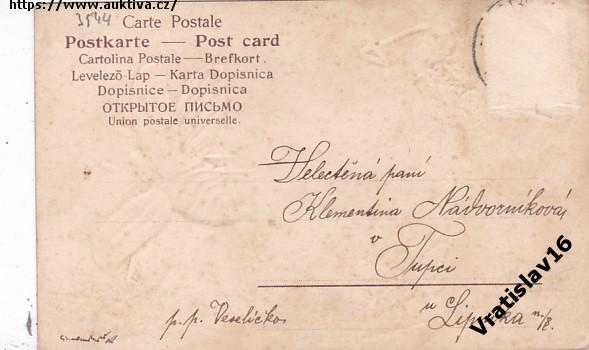 https://www.auktiva.cz/
3544
Carte Postale
Postkarte — Post card
Cartolina Postale — Brefkort.
Levelező-Lap — Karta Dopisnica
Dopisnice — Dopisnica
ОТКРЫТОЕ ПИСЬМО
Union postale universelle.
Velectěná paní
Klementina Nádvorníková
v
Tupci
u Lipníka n/B.
p.p. Veselíčko
Vratislav16